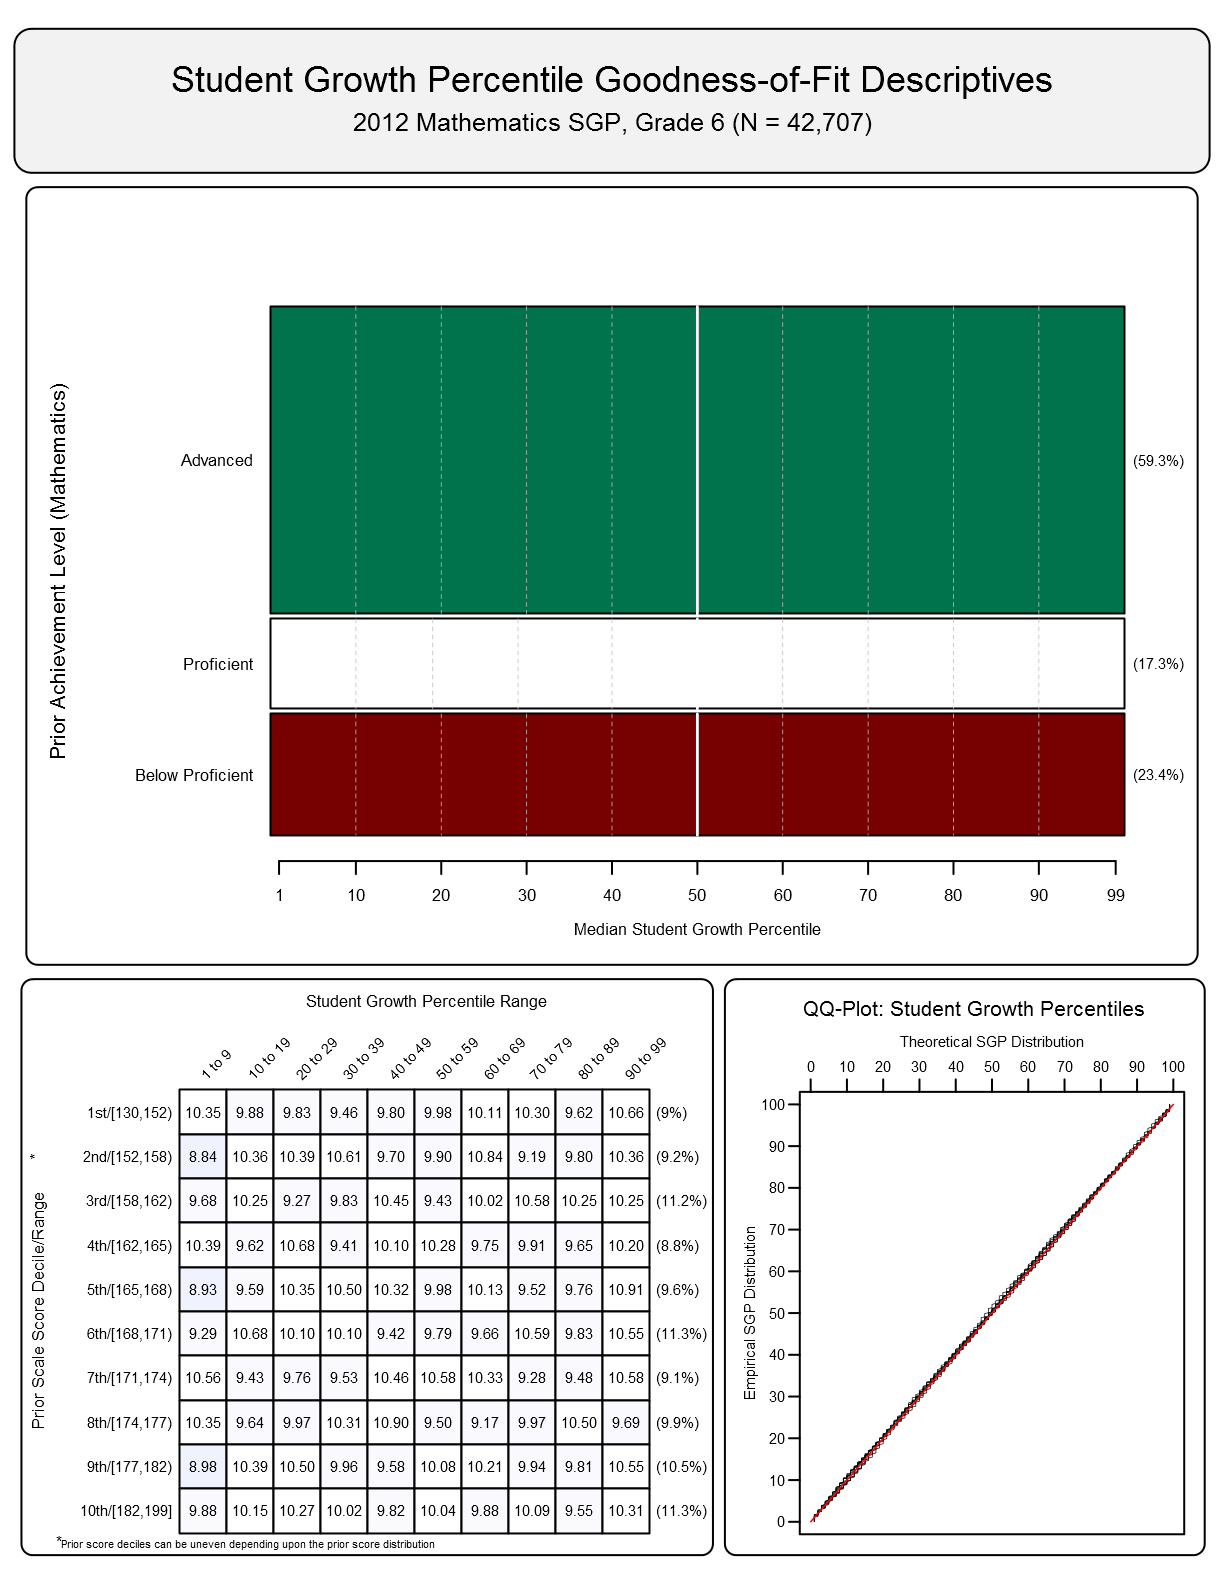 Student Growth Percentile Goodness-of-Fit Descriptives
2012 Mathematics SGP, Grade 6 (N = 42,707)
Prior Achievement Level (Mathematics)
Advanced
(59.3%)
Proficient
(17.3%)
Below Proficient
(23.4%)
1 10 20 30 40 50 60 70 80 90 99
Median Student Growth Percentile
Student Growth Percentile Range
1 to 9 10 to 19 20 to 29 30 to 39 40 to 49 50 to 59 60 to 69 70 to 79 80 to 89 90 to 99
Prior Scale Score Decile/Range *
1st/[130,152) 10.35 9.88 9.83 9.46 9.80 9.98 10.11 10.30 9.62 10.66 (9%)
2nd/[152,158) 8.84 10.36 10.39 10.61 9.70 9.90 10.84 9.19 9.80 10.36 (9.2%)
3rd/[158,162) 9.68 10.25 9.27 9.83 10.45 9.43 10.02 10.58 10.25 10.25 (11.2%)
4th/[162,165) 10.39 9.62 10.68 9.41 10.10 10.28 9.75 9.91 9.65 10.20 (8.8%)
5th/[165,168) 8.93 9.59 10.35 10.50 10.32 9.98 10.13 9.52 9.76 10.91 (9.6%)
6th/[168,171) 9.29 10.68 10.10 10.10 9.42 9.79 9.66 10.59 9.83 10.55 (11.3%)
7th/[171,174) 10.56 9.43 9.76 9.53 10.46 10.58 10.33 9.28 9.48 10.58 (9.1%)
8th/[174,177) 10.35 9.64 9.97 10.31 10.90 9.50 9.17 9.97 10.50 9.69 (9.9%)
9th/[177,182) 8.98 10.39 10.50 9.96 9.58 10.08 10.21 9.94 9.81 10.55 (10.5%)
10th/[182,199] 9.88 10.15 10.27 10.02 9.82 10.04 9.88 10.09 9.55 10.31 (11.3%)
*Prior score deciles can be uneven depending upon the prior score distribution
QQ-Plot: Student Growth Percentiles
Theoretical SGP Distribution
0 10 20 30 40 50 60 70 80 90 100
Empirical SGP Distribution
100
90
80
70
60
50
40
30
20
10
0